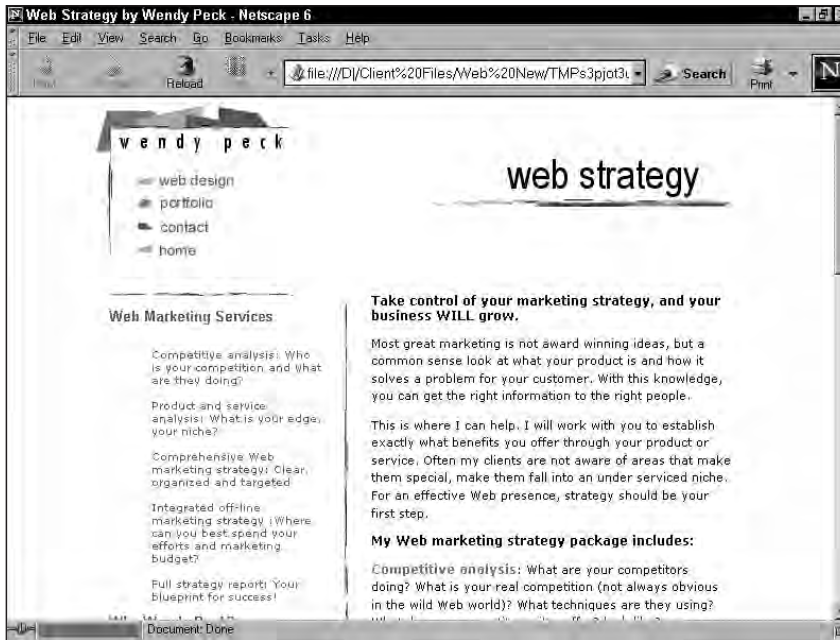 Web Strategy by Wendy Peck - Netscape 6
File Edit View Search Go Bookmarks Tasks Help
Reload
file:///D|/Client%20Files/Web%20New/TMPs3pjot3u
Search
Print
N
wendy peck
web design
portfolio
contact
home
web strategy
Web Marketing Services
Competitive analysis: Who
is your competition and what
are they doing?
Product and service
analysis: What is your edge,
your niche?
Comprehensive Web
marketing strategy: Clear,
organized and targeted
Integrated off-line
marketing strategy :Where
can you best spend your
efforts and marketing
budget?
Full strategy report: Your
blueprint for success!
Take control of your marketing strategy, and your
business WILL grow.
Most great marketing is not award winning ideas, but a
common sense look at what your product is and how it
solves a problem for your customer. With this knowledge,
you can get the right information to the right people.
This is where I can help. I will work with you to establish
exactly what benefits you offer through your product or
service. Often my clients are not aware of areas that make
them special, make them fall into an under serviced niche.
For an effective Web presence, strategy should be your
first step.
My Web marketing strategy package includes:
Competitive analysis: What are your competitors
doing? What is your real competition (not always obvious
in the wild Web world)? What techniques are they using?
Document: Done